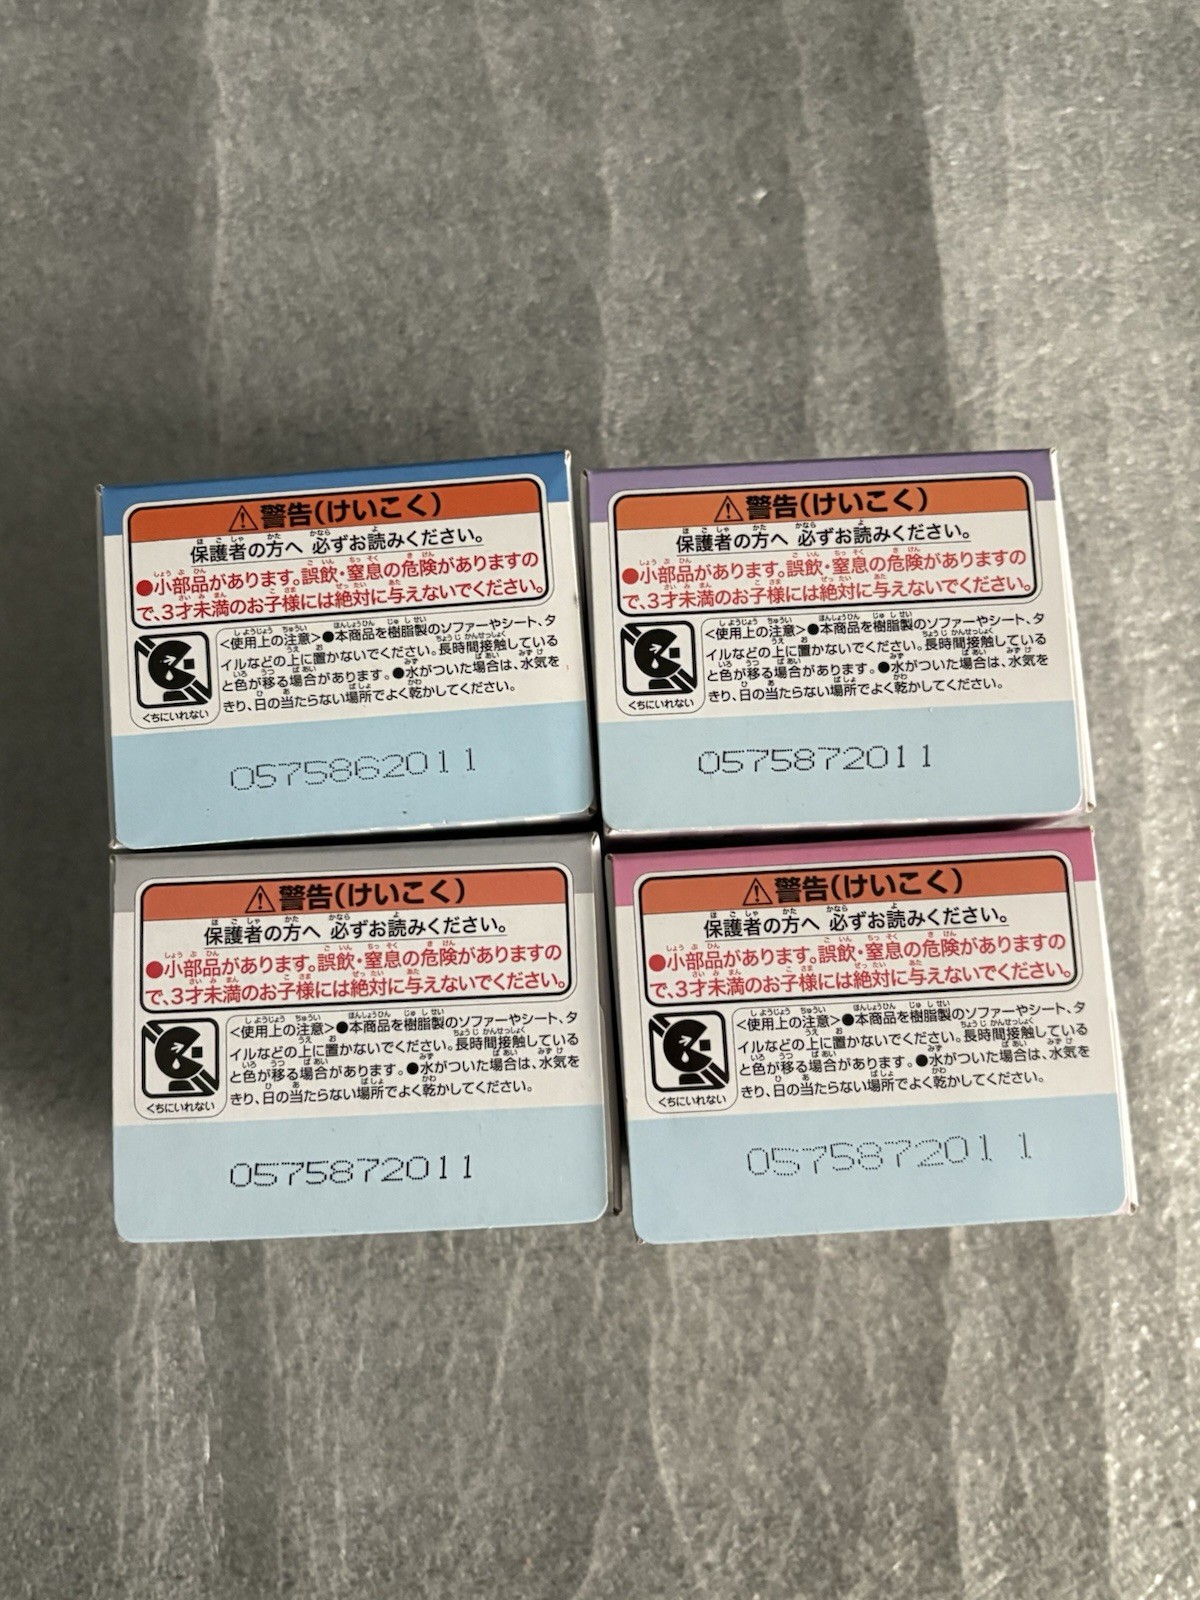 ⚠警告(けいこく)
保護者の方へ 必ずお読みください。
●小部品があります。誤飲・窒息の危険がありますの
で、3才未満のお子様には絶対に与えないでください。
くちにいれない
<使用上の注意>●本商品を樹脂製のソファーやシート、タ
イルなどの上に置かないでください。長時間接触している
と色が移る場合があります。●水がついた場合は、水気を
きり、日の当たらない場所でよく乾かしてください。
0575862011
⚠警告(けいこく)
保護者の方へ 必ずお読みください。
●小部品があります。誤飲・窒息の危険がありますの
で、3才未満のお子様には絶対に与えないでください。
くちにいれない
<使用上の注意>●本商品を樹脂製のソファーやシート、タ
イルなどの上に置かないでください。長時間接触している
と色が移る場合があります。●水がついた場合は、水気を
きり、日の当たらない場所でよく乾かしてください。
0575872011
⚠警告(けいこく)
保護者の方へ 必ずお読みください。
●小部品があります。誤飲・窒息の危険がありますの
で、3才未満のお子様には絶対に与えないでください。
くちにいれない
<使用上の注意>●本商品を樹脂製のソファーやシート、タ
イルなどの上に置かないでください。長時間接触している
と色が移る場合があります。●水がついた場合は、水気を
きり、日の当たらない場所でよく乾かしてください。
0575872011
⚠警告(けいこく)
保護者の方へ 必ずお読みください。
●小部品があります。誤飲・窒息の危険がありますの
で、3才未満のお子様には絶対に与えないでください。
くちにいれない
<使用上の注意>●本商品を樹脂製のソファーやシート、タ
イルなどの上に置かないでください。長時間接触している
と色が移る場合があります。●水がついた場合は、水気を
きり、日の当たらない場所でよく乾かしてください。
0575872011